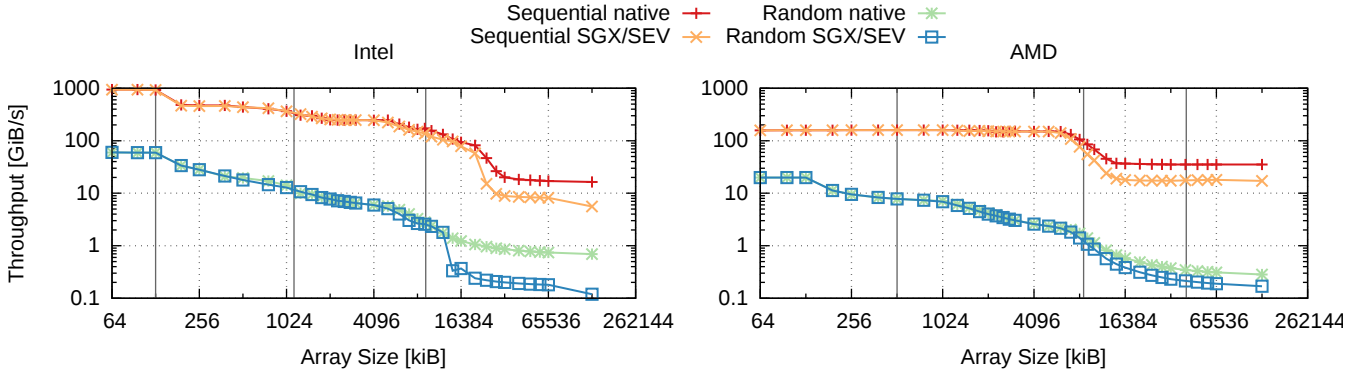 Sequential native
Random native
Sequential SGX/SEV
Random SGX/SEV
Intel
AMD
Throughput [GiB/s]
1000
100
10
1
0.1
64
256
1024
4096
16384
65536
262144
Array Size [kiB]
1000
100
10
1
0.1
64
256
1024
4096
16384
65536
262144
Array Size [kiB]